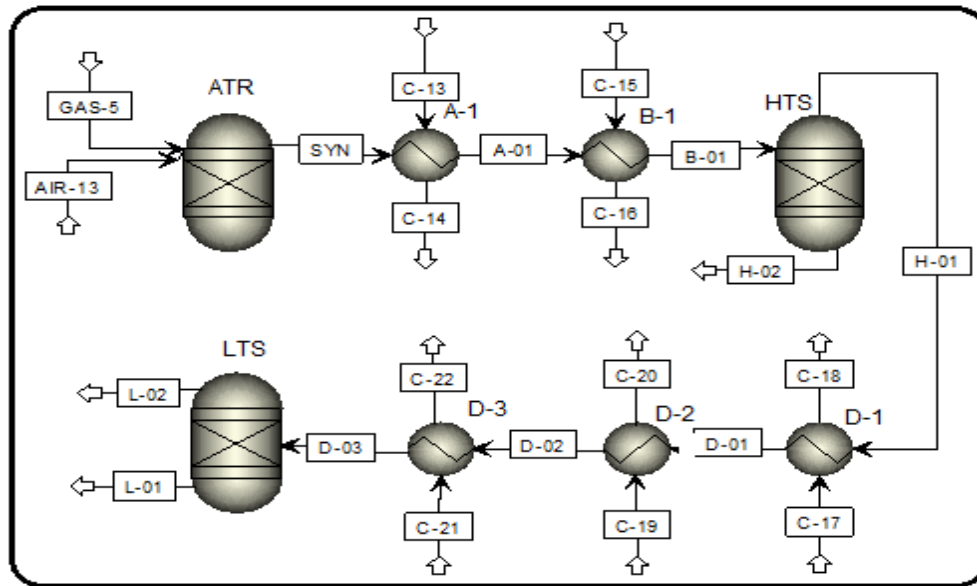 ATR
GAS-5
AIR-13
SYN
C-13
A-1
C-14
A-01
C-15
B-1
C-16
B-01
HTS
H-02
H-01
LTS
L-02
L-01
D-03
C-22
D-3
C-21
D-02
C-20
D-2
C-19
D-01
C-18
D-1
C-17